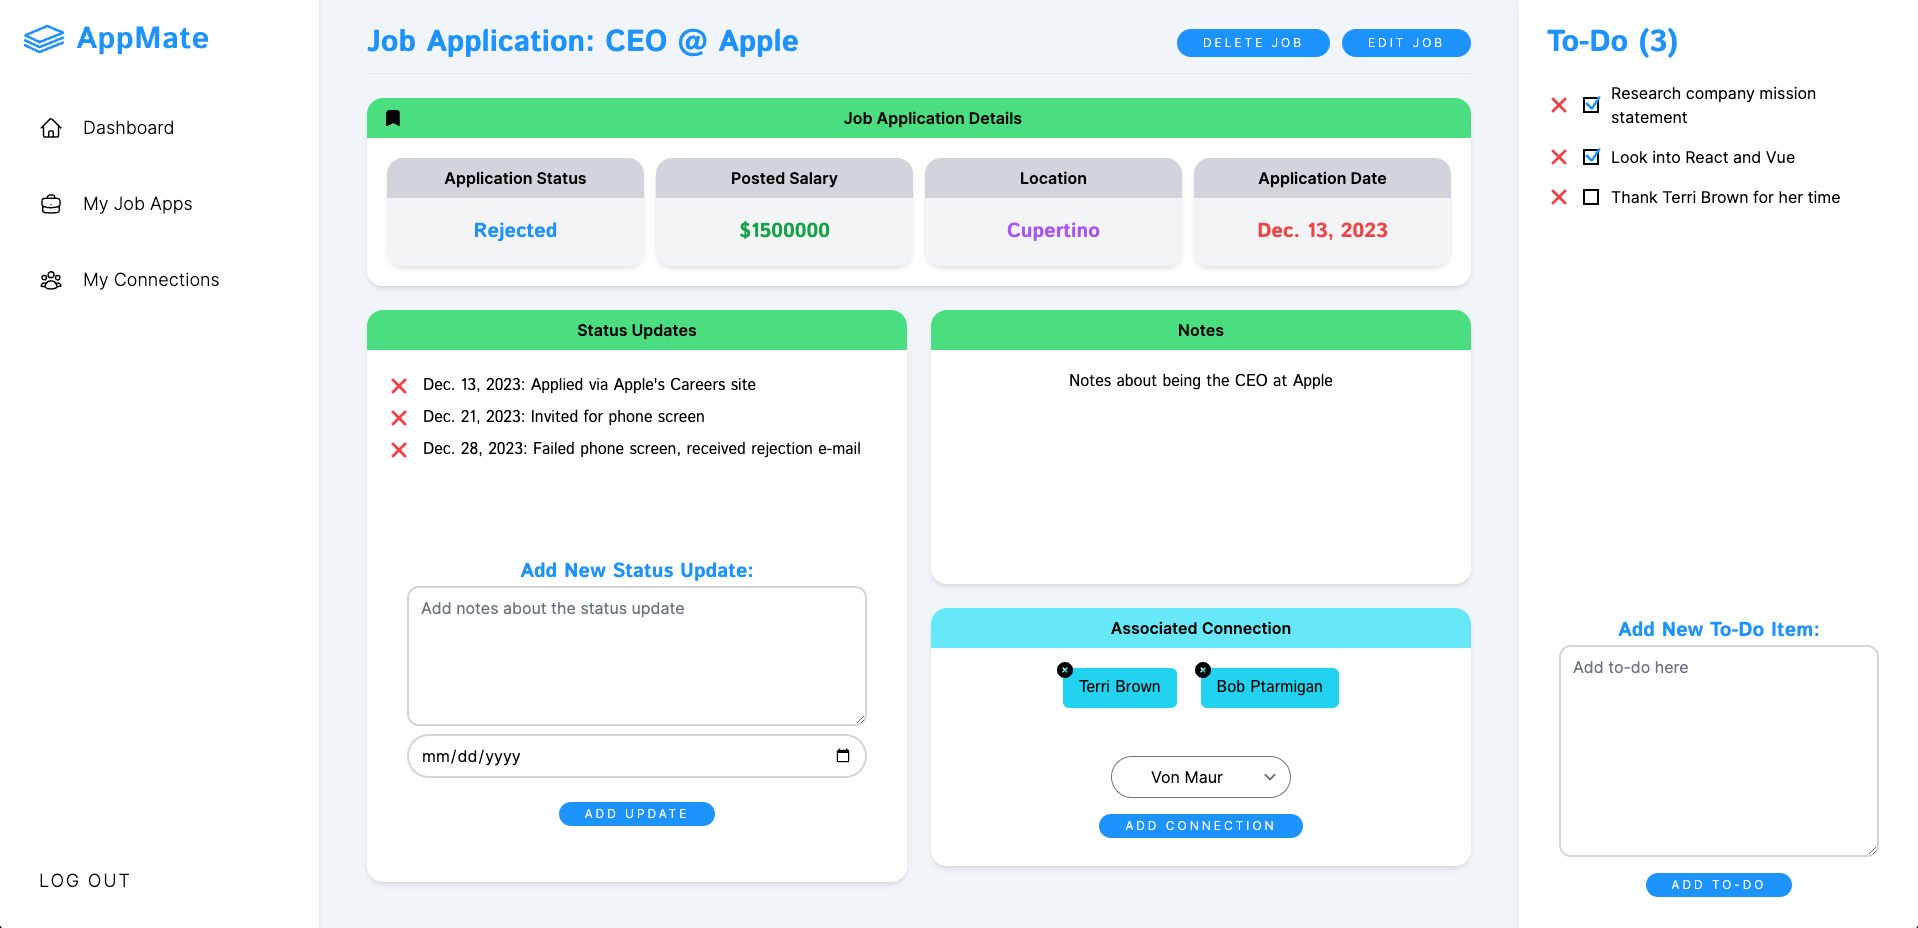 AppMate
Dashboard
My Job Apps
My Connections
LOG OUT
Job Application: CEO @ Apple
DELETE JOB
EDIT JOB
Job Application Details
Application Status
Rejected
Posted Salary
$1500000
Location
Cupertino
Application Date
Dec. 13, 2023
Status Updates
Dec. 13, 2023: Applied via Apple's Careers site
Dec. 21, 2023: Invited for phone screen
Dec. 28, 2023: Failed phone screen, received rejection e-mail
Add New Status Update:
Add notes about the status update
mm/dd/yyyy
ADD UPDATE
Notes
Notes about being the CEO at Apple
Associated Connection
Terri Brown
Bob Ptarmigan
Von Maur
ADD CONNECTION
To-Do (3)
Research company mission
statement
Look into React and Vue
Thank Terri Brown for her time
Add New To-Do Item:
Add to-do here
ADD TO-DO